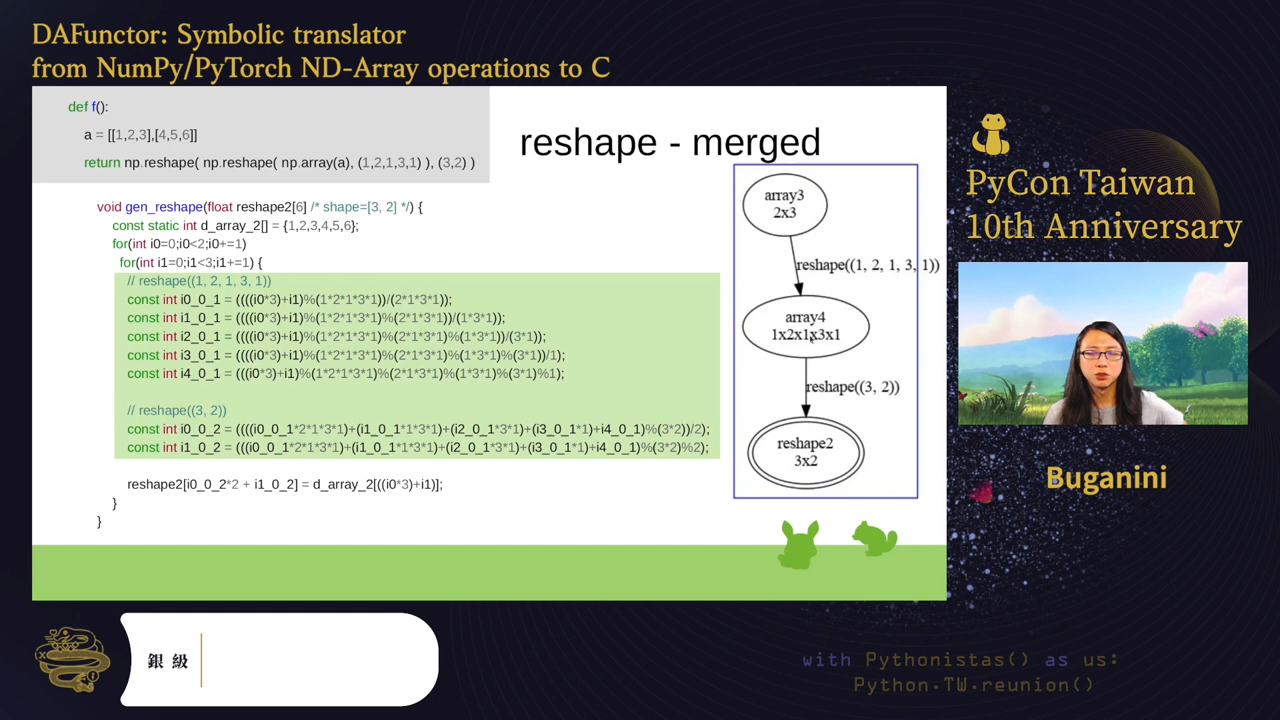 DAFunctor: Symbolic translator
from NumPy/PyTorch ND-Array operations to C
def f():
a = [[1,2,3],[4,5,6]]
return np.reshape( np.reshape( np.array(a), (1,2,1,3,1) ), (3,2) )
reshape - merged
void gen_reshape(float reshape2[6] /* shape=[3, 2] */) {
const static int d_array_2[] = {1,2,3,4,5,6};
for(int i0=0;i0<2;i0+=1)
for(int i1=0;i1<3;i1+=1) {
// reshape((1, 2, 1, 3, 1))
const int i0_0_1 = ((((i0*3)+i1)%(1*2*1*3*1))/(2*1*3*1));
const int i1_0_1 = ((((i0*3)+i1)%(1*2*1*3*1)%(2*1*3*1))/(1*3*1));
const int i2_0_1 = ((((i0*3)+i1)%(1*2*1*3*1)%(2*1*3*1)%(1*3*1))/(3*1));
const int i3_0_1 = ((((i0*3)+i1)%(1*2*1*3*1)%(2*1*3*1)%(1*3*1)%(3*1))/1);
const int i4_0_1 = (((i0*3)+i1)%(1*2*1*3*1)%(2*1*3*1)%(1*3*1)%(3*1)%1);
// reshape((3, 2))
const int i0_0_2 = ((((i0_0_1*2*1*3*1)+(i1_0_1*1*3*1)+(i2_0_1*3*1)+(i3_0_1*1)+i4_0_1)%(3*2))/2);
const int i1_0_2 = (((i0_0_1*2*1*3*1)+(i1_0_1*1*3*1)+(i2_0_1*3*1)+(i3_0_1*1)+i4_0_1)%(3*2)%2);
reshape2[i0_0_2*2 + i1_0_2] = d_array_2[((i0*3)+i1)];
}
}
array3
2x3
reshape((1, 2, 1, 3, 1))
array4
1x2x1x3x1
reshape((3, 2))
reshape2
3x2
PyCon Taiwan
10th Anniversary
Buganini
銀 級
with Pythonistas() as us:
Python.TW.reunion()